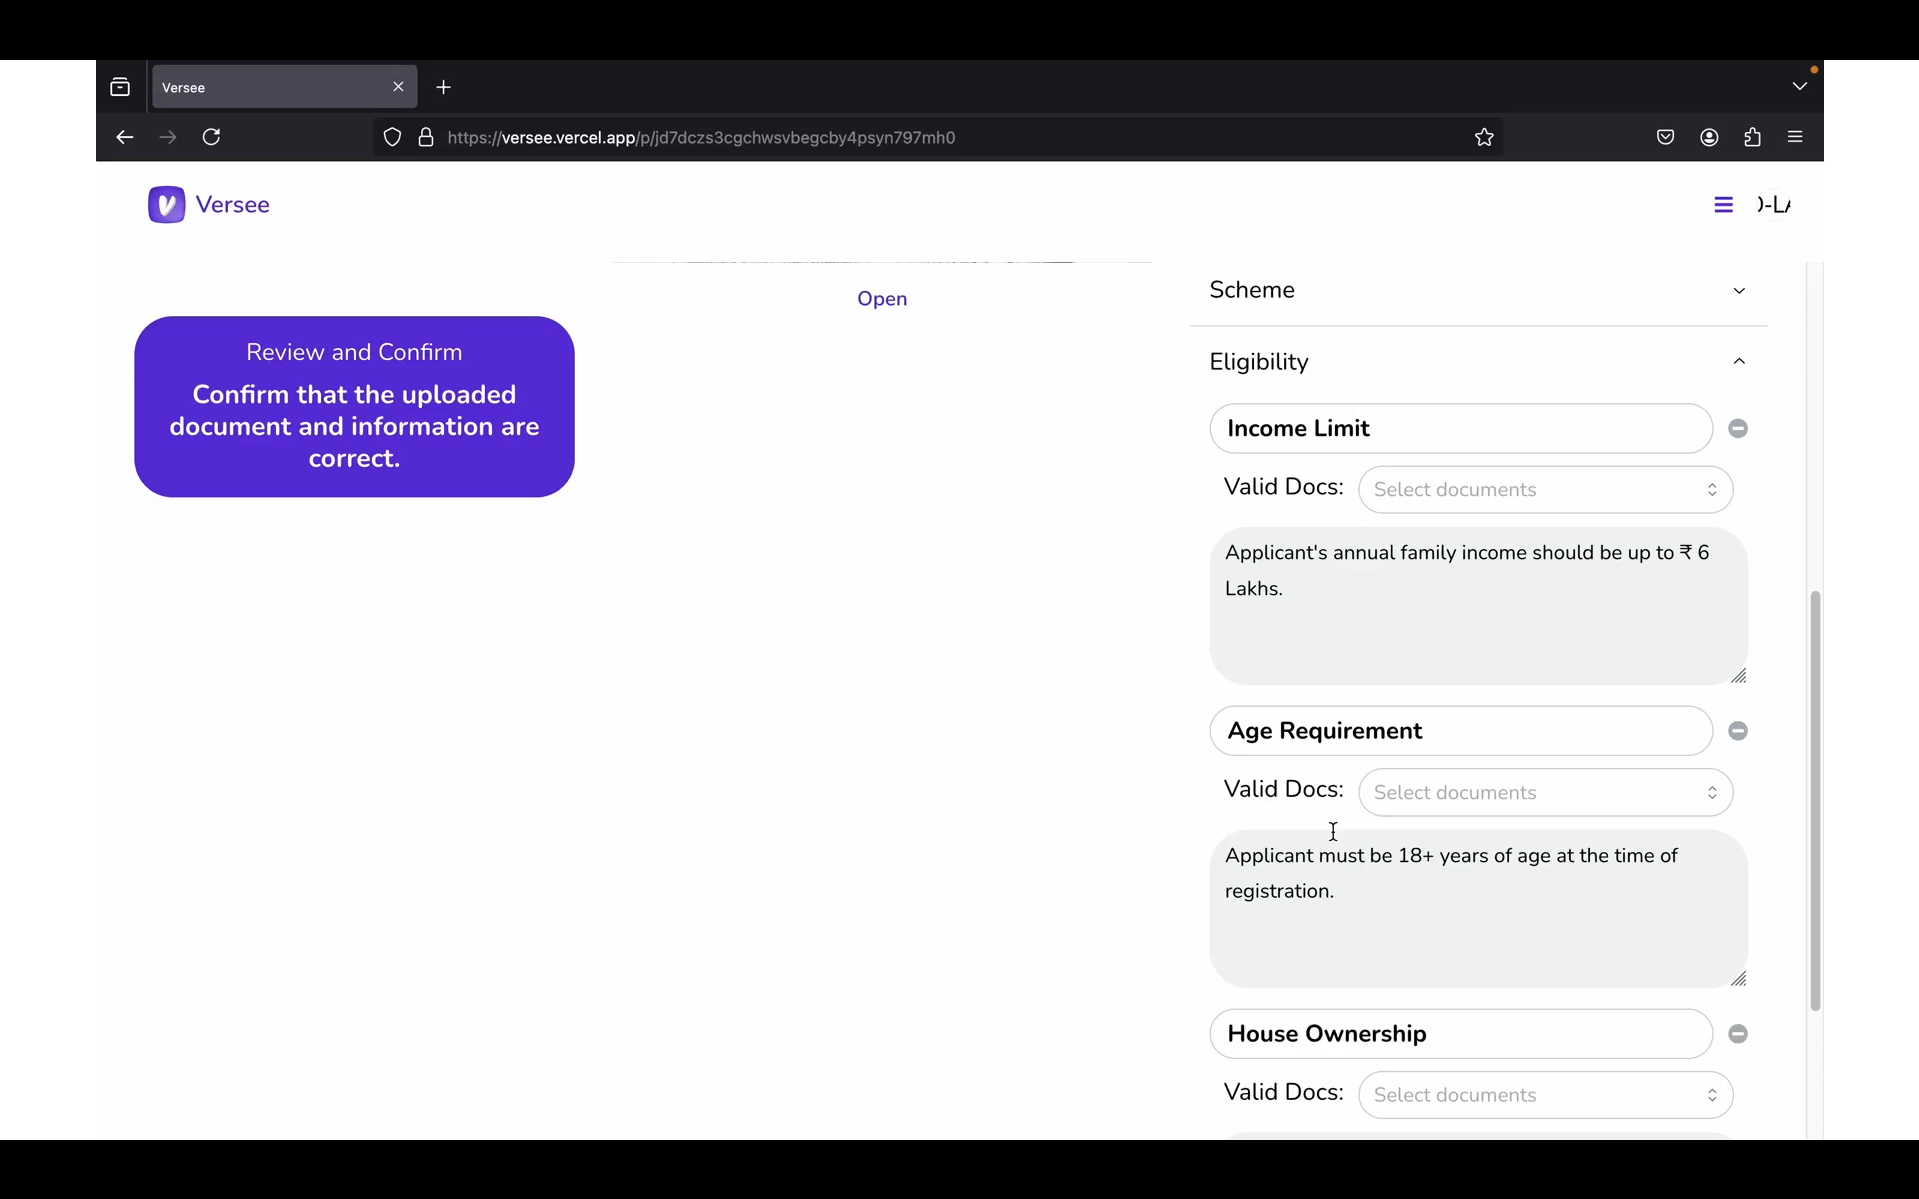 Versee
https://versee.vercel.app/p/jd7dczs3cgchwsvbegcby4psyn797mh0
Versee
Open
Review and Confirm
Confirm that the uploaded
document and information are
correct.
Scheme
Eligibility
Income Limit
Valid Docs: Select documents
Applicant's annual family income should be up to ₹ 6
Lakhs.
Age Requirement
Valid Docs: Select documents
Applicant must be 18+ years of age at the time of
registration.
House Ownership
Valid Docs: Select documents